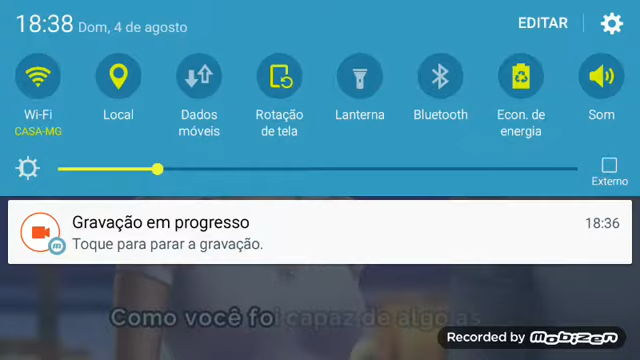 18:38 Dom, 4 de agosto
EDITAR
Wi-Fi
CASA-MG
Local
Dados
móveis
Rotação
de tela
Lanterna
Bluetooth
Econ. de
energia
Som
Externo
Gravação em progresso
18:36
Toque para parar a gravação.
m
Como você foi capaz de algo as
Recorded by mobizen